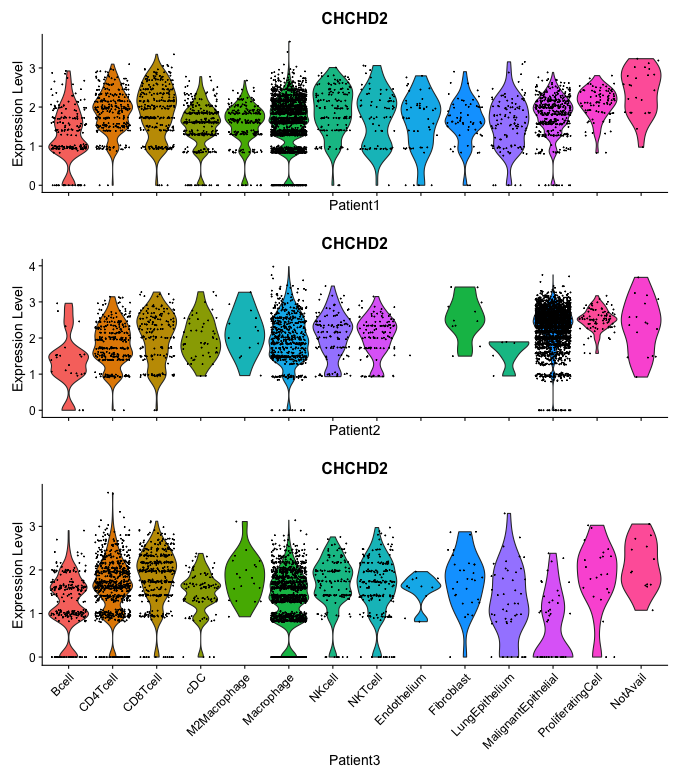 CHCHD2
Expression Level
3
2
1
0
Patient1
CHCHD2
Expression Level
4
3
2
1
0
Patient2
CHCHD2
Expression Level
3
2
1
0
Bcell
CD4Tcell
CD8Tcell
cDC
M2Macrophage
Macrophage
NKcell
NKTcell
Endothelium
Fibroblast
LungEpithelium
MalignantEpithelial
ProliferatingCell
NotAvail
Patient3